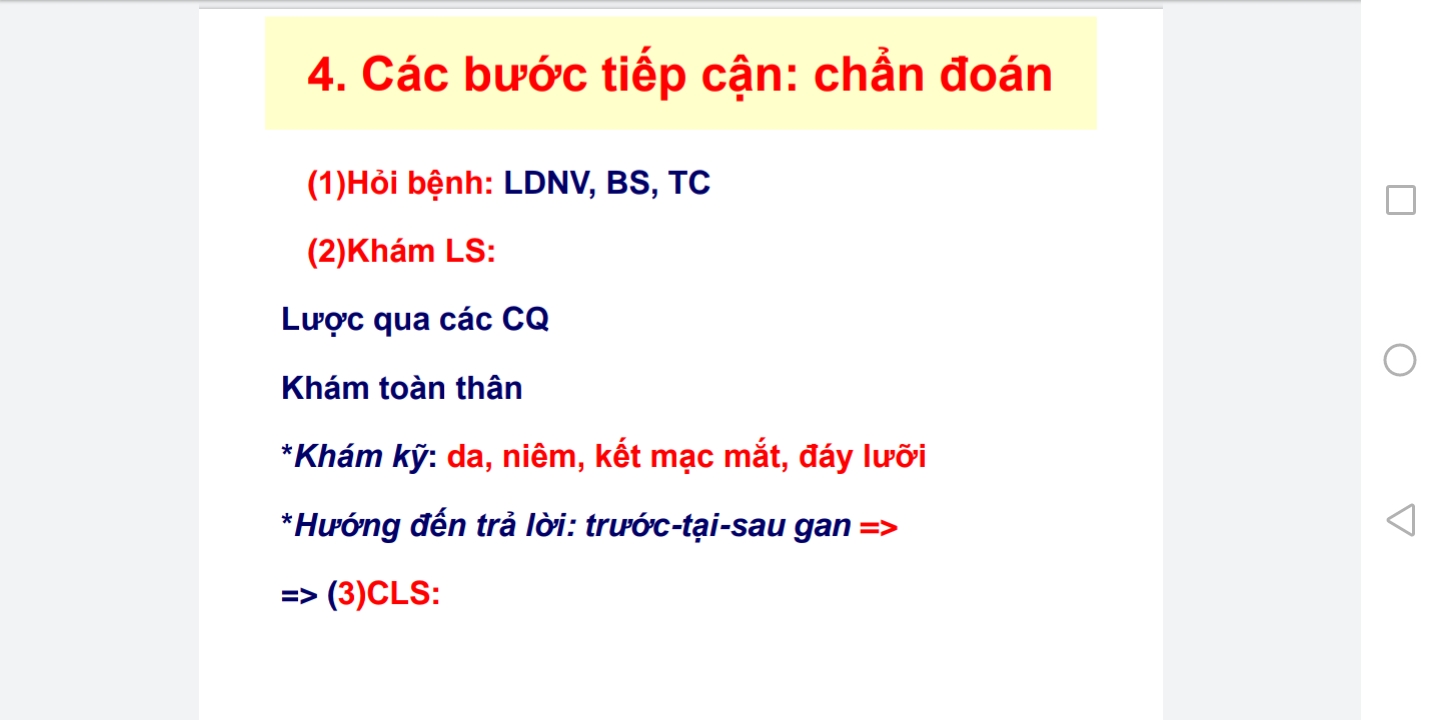 4. Các bước tiếp cận: chẩn đoán
(1)Hỏi bệnh: LDNV, BS, TC
(2)Khám LS:
Lược qua các CQ
Khám toàn thân
*Khám kỹ: da, niêm, kết mạc mắt, đáy lưỡi
*Hướng đến trả lời: trước-tại-sau gan =>
=> (3)CLS: